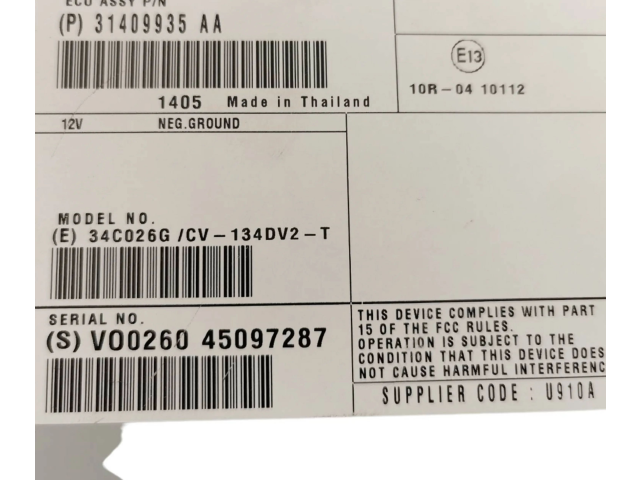 ECU ASSY P/N
(P) 31409935 AA
E13
10R-04 10112
1405 Made in Thailand
12V NEG.GROUND
MODEL NO.
(E) 34C026G /CV-134DV2-T
SERIAL NO.
(S) V00260 45097287
THIS DEVICE COMPLIES WITH PART
15 OF THE FCC RULES.
OPERATION IS SUBJECT TO THE
CONDITION THAT THIS DEVICE DOES
NOT CAUSE HARMFUL INTERFERENC
SUPPLIER CODE : U910A